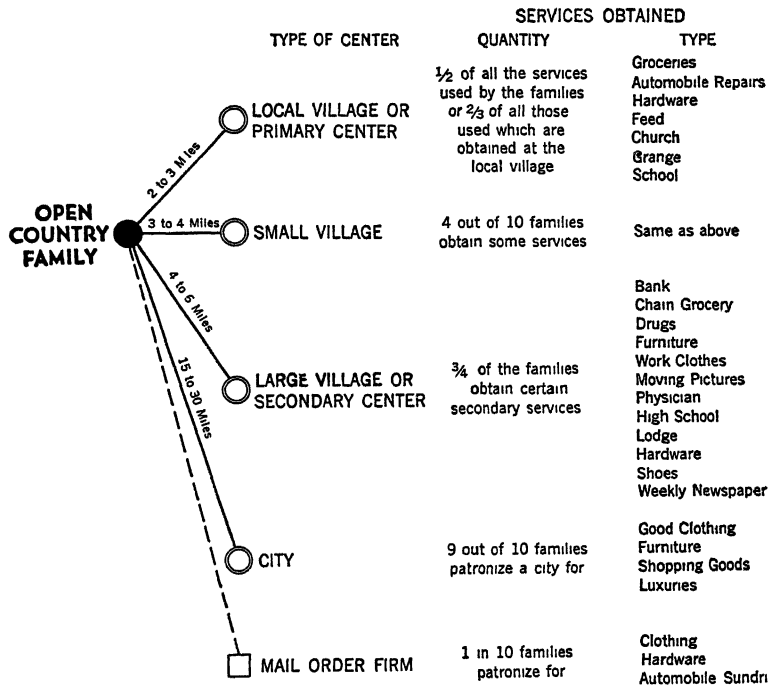 SERVICES OBTAINED
TYPE OF CENTER QUANTITY TYPE
OPEN
COUNTRY
FAMILY
2 to 3 Miles
LOCAL VILLAGE OR
PRIMARY CENTER
½ of all the services
used by the families
or ⅔ of all those
used which are
obtained at the
local village
Groceries
Automobile Repairs
Hardware
Feed
Church
Grange
School
3 to 4 Miles
SMALL VILLAGE
4 out of 10 families
obtain some services
Same as above
4 to 6 Miles
LARGE VILLAGE OR
SECONDARY CENTER
¾ of the families
obtain certain
secondary services
Bank
Chain Grocery
Drugs
Furniture
Work Clothes
Moving Pictures
Physician
High School
Lodge
Hardware
Shoes
Weekly Newspaper
15 to 30 Miles
CITY
9 out of 10 families
patronize a city for
Good Clothing
Furniture
Shopping Goods
Luxuries
MAIL ORDER FIRM
1 in 10 families
patronize for
Clothing
Hardware
Automobile Sundri